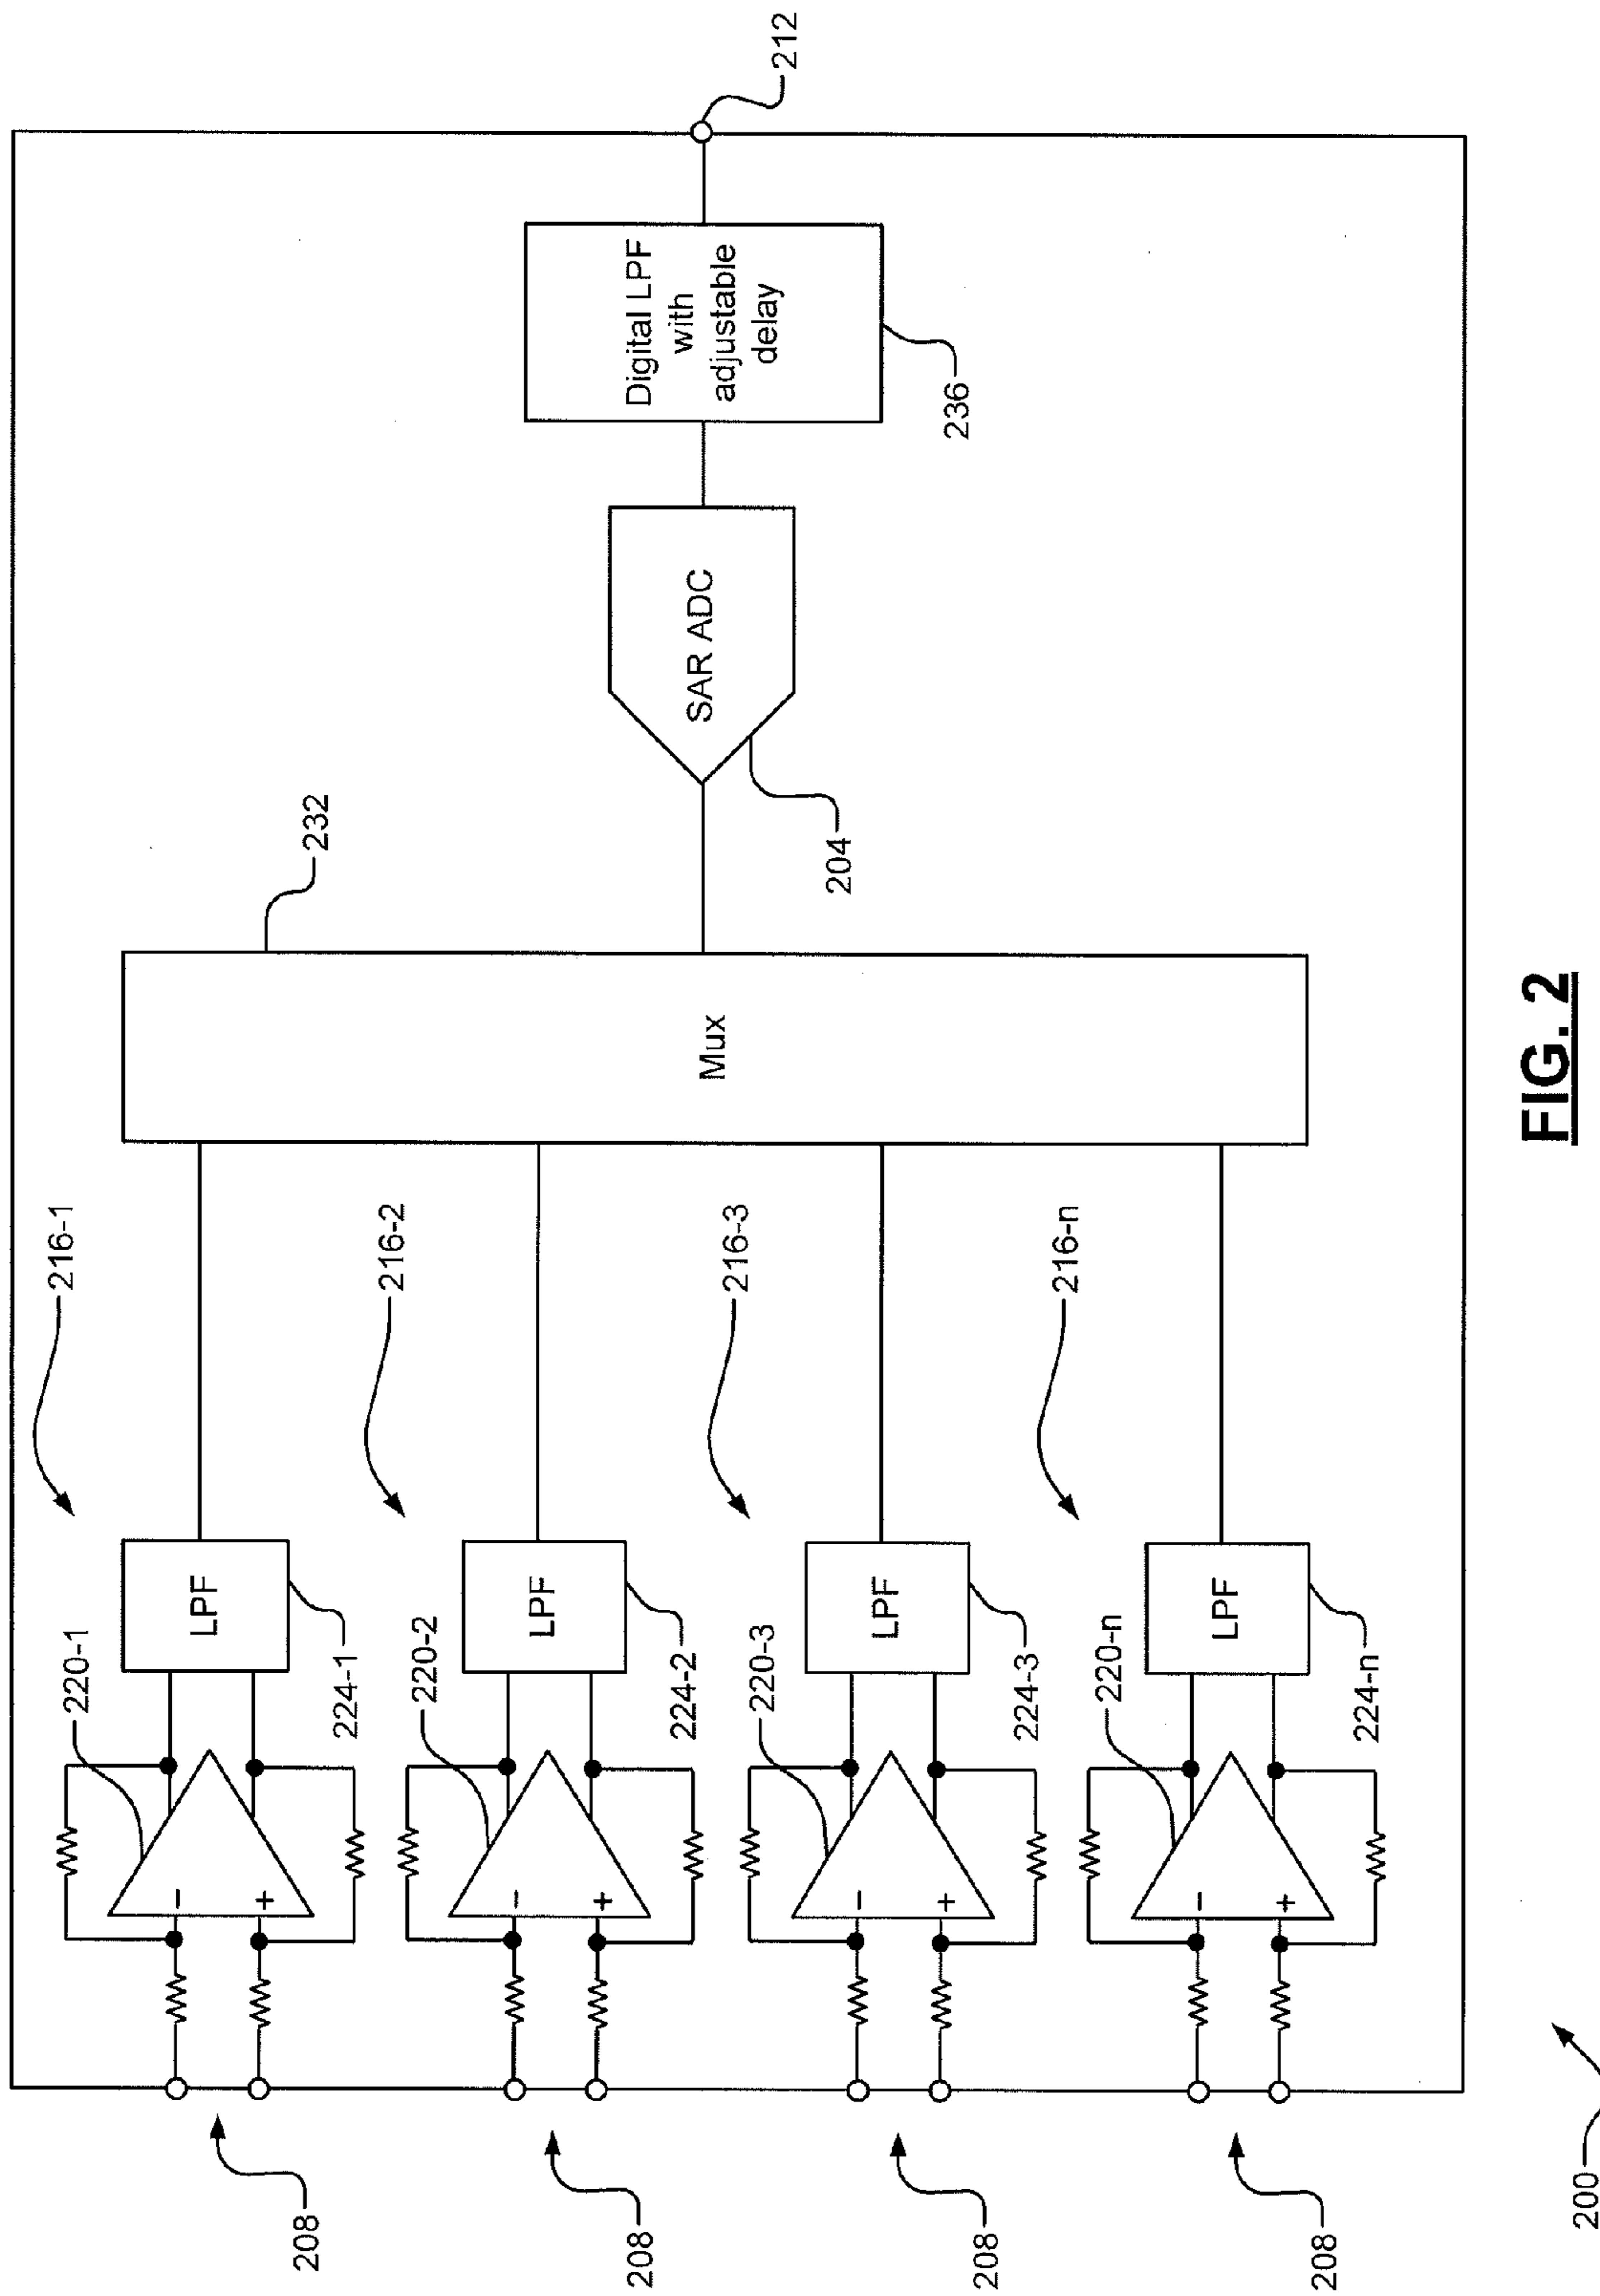 216-1
220-1
LPF
224-1
208
216-2
220-2
LPF
224-2
208
216-3
220-3
LPF
224-3
208
216-n
220-n
LPF
224-n
208
−
+
−
+
−
+
−
+
Mux
232
SAR ADC
204
Digital LPF
with
adjustable
delay
236
212
200
FIG. 2